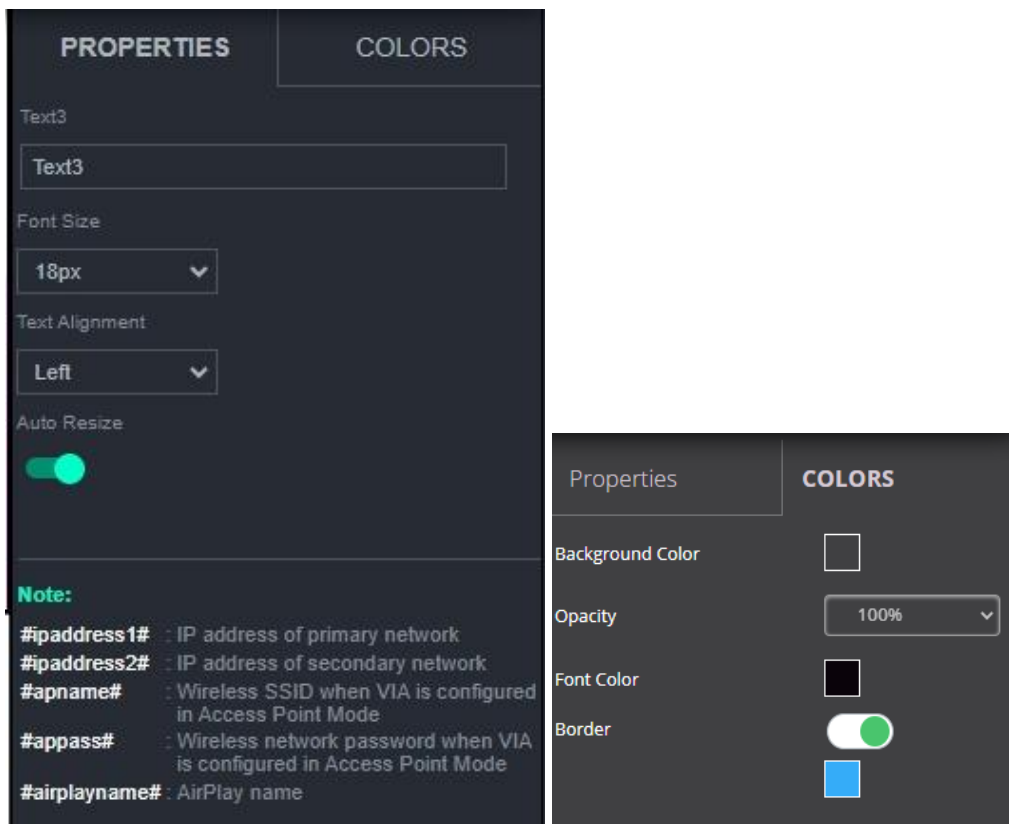 PROPERTIES COLORS
Text3
Text3
Font Size
18px
Text Alignment
Left
Auto Resize
Note:
#ipaddress1# : IP address of primary network
#ipaddress2# : IP address of secondary network
#apname# : Wireless SSID when VIA is configured
in Access Point Mode
#appass# : Wireless network password when VIA
is configured in Access Point Mode
#airplayname# : AirPlay name
Properties COLORS
Background Color
Opacity 100%
Font Color
Border